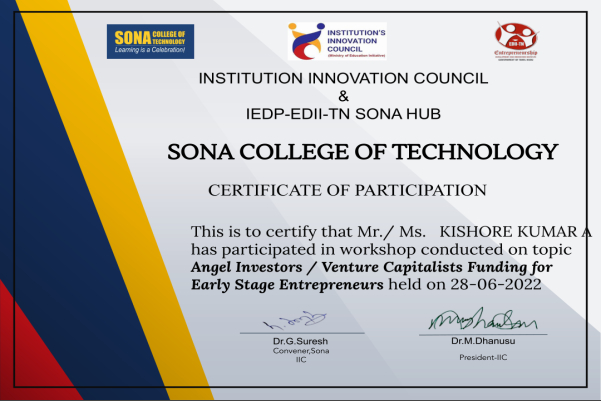 SONA COLLEGE OF
TECHNOLOGY
Learning is a Celebration!
INSTITUTION'S
INNOVATION
COUNCIL
(Ministry of Education Initiative)
EDII-TN
Entrepreneurship
INSTITUTION INNOVATION COUNCIL
&
IEDP-EDII-TN SONA HUB
SONA COLLEGE OF TECHNOLOGY
CERTIFICATE OF PARTICIPATION
This is to certify that Mr./ Ms. KISHORE KUMAR A
has participated in workshop conducted on topic
Angel Investors / Venture Capitalists Funding for
Early Stage Entrepreneurs held on 28-06-2022
Dr.G.Suresh
Convener,Sona
IIC
Dr.M.Dhanusu
President-IIC